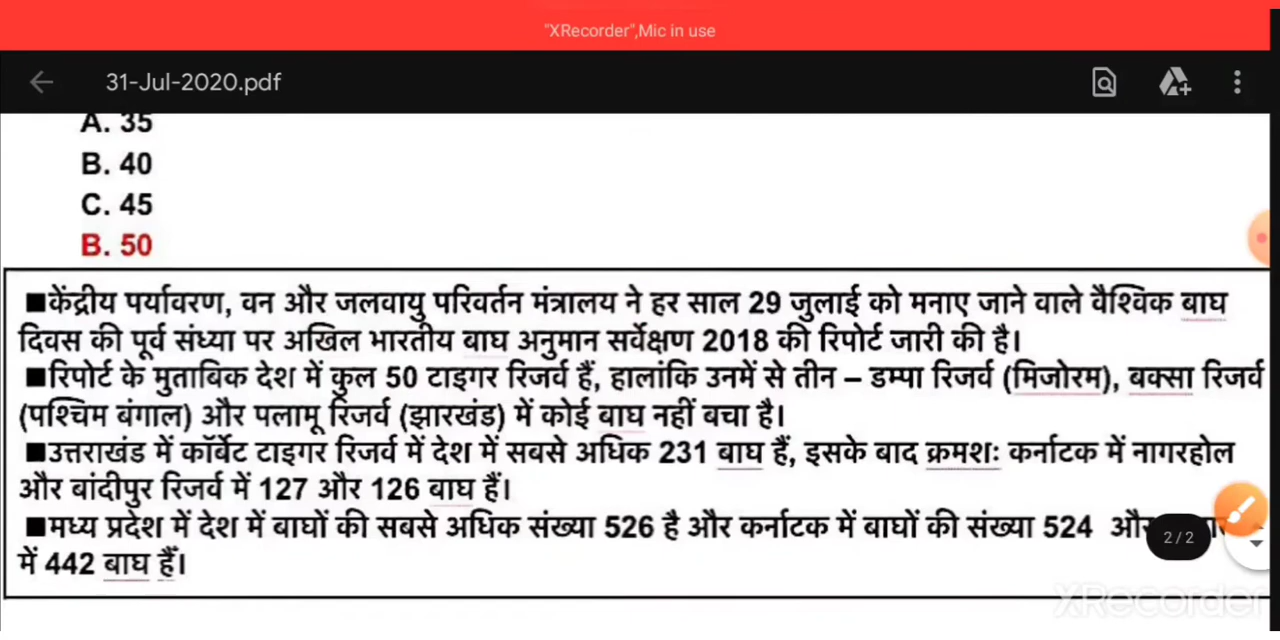 "XRecorder",Mic in use
31-Jul-2020.pdf
A. 35
B. 40
C. 45
B. 50
■केंद्रीय पर्यावरण, वन और जलवायु परिवर्तन मंत्रालय ने हर साल 29 जुलाई को मनाए जाने वाले वैश्विक बाघ
दिवस की पूर्व संध्या पर अखिल भारतीय बाघ अनुमान सर्वेक्षण 2018 की रिपोर्ट जारी की है।
■रिपोर्ट के मुताबिक देश में कुल 50 टाइगर रिजर्व हैं, हालांकि उनमें से तीन – डम्पा रिजर्व (मिजोरम), बक्सा रिजर्व
(पश्चिम बंगाल) और पलामू रिजर्व (झारखंड) में कोई बाघ नहीं बचा है।
■उत्तराखंड में कॉर्बेट टाइगर रिजर्व में देश में सबसे अधिक 231 बाघ हैं, इसके बाद क्रमशः कर्नाटक में नागरहोल
और बांदीपुर रिजर्व में 127 और 126 बाघ हैं।
■मध्य प्रदेश में देश में बाघों की सबसे अधिक संख्या 526 है और कर्नाटक में बाघों की संख्या 524
2/2
में 442 बाघ हैं।
XRecorder